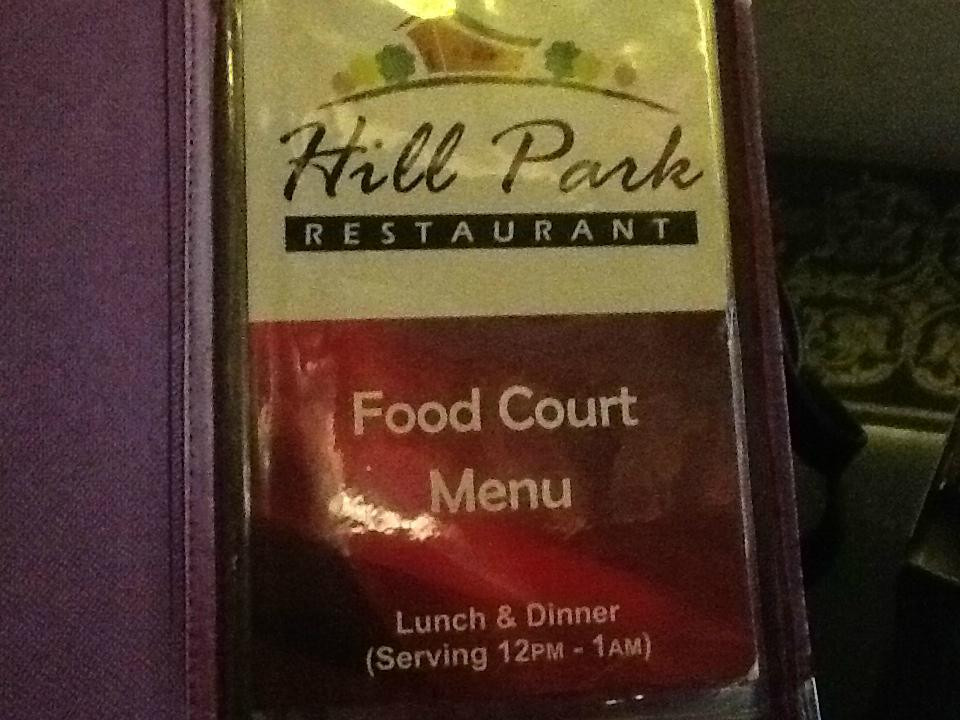 Hill Park
RESTAURANT
Food Court
Menu
Lunch & Dinner
(Serving 12PM - 1AM)